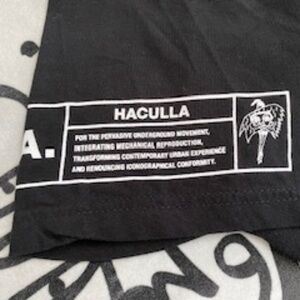 HACULLA
A.
FOR THE PERVASIVE UNDERGROUND MOVEMENT,
INTEGRATING MECHANICAL REPRODUCTION,
TRANSFORMING CONTEMPORARY URBAN EXPERIENCE
AND RENOUNCING ICONOGRAPHICAL CONFORMITY.